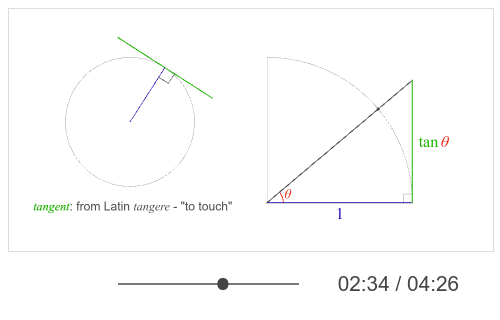 tan θ
θ
tangent: from Latin tangere - "to touch"
1
02:34 / 04:26